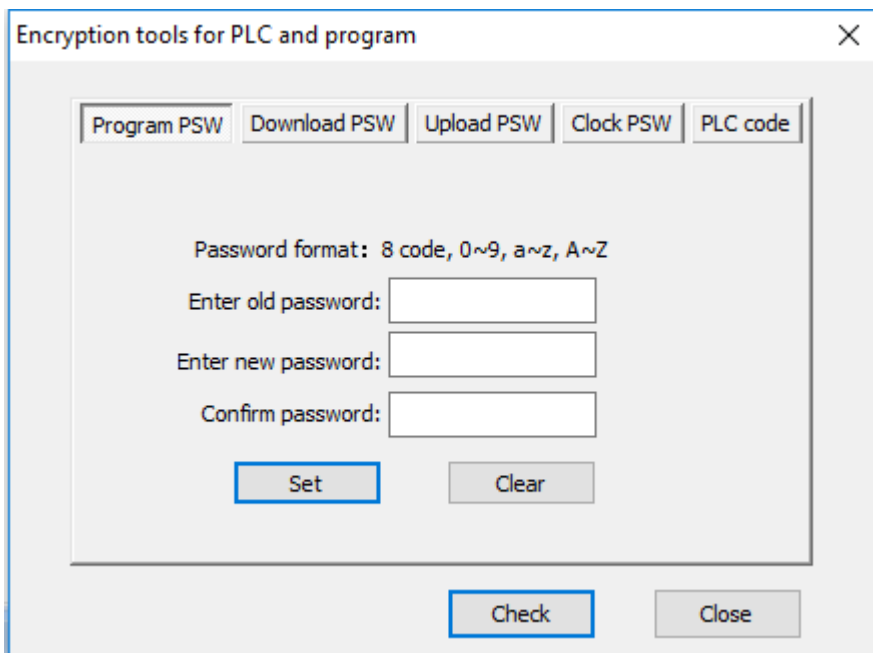 Encryption tools for PLC and program
Program PSW Download PSW Upload PSW Clock PSW PLC code
Password format: 8 code, 0~9, a~z, A~Z
Enter old password:
Enter new password:
Confirm password:
Set Clear
Check Close